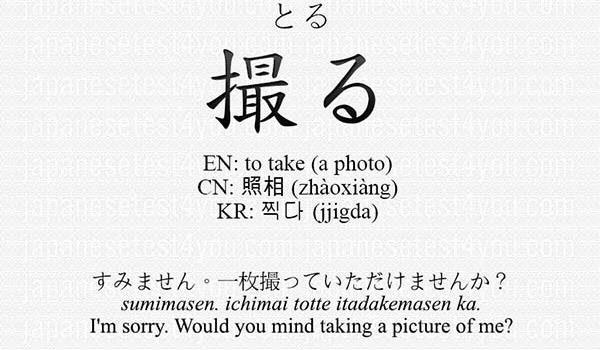 とる
撮る
EN: to take (a photo)
CN: 照相 (zhàoxiàng)
KR: 찍다 (jjigda)
すみません。一枚撮っていただけませんか？
sumimasen. ichimai totte itadakemasen ka.
I'm sorry. Would you mind taking a picture of me?
japanesetest4you.com